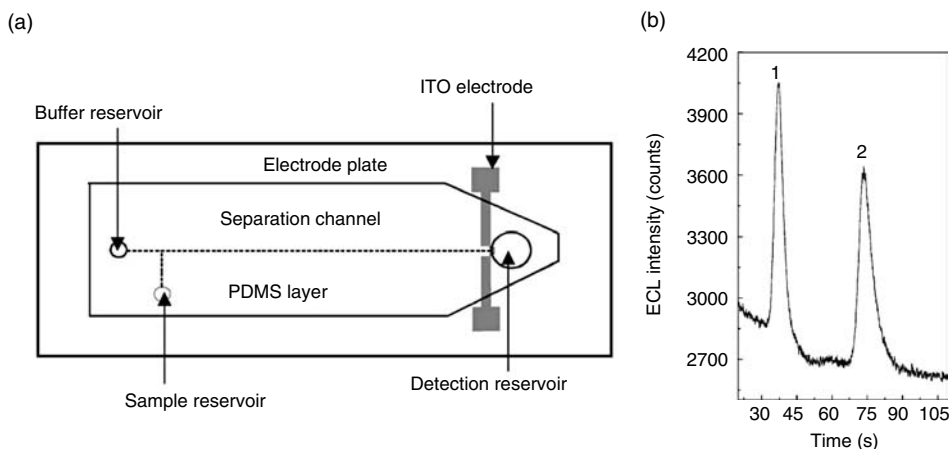 (a)
ITO electrode
Buffer reservoir
Electrode plate
Separation channel
PDMS layer
Sample reservoir
Detection reservoir
(b)
4200
3900
3600
3300
3000
2700
ECL intensity (counts)
1
2
30 45 60 75 90 105
Time (s)